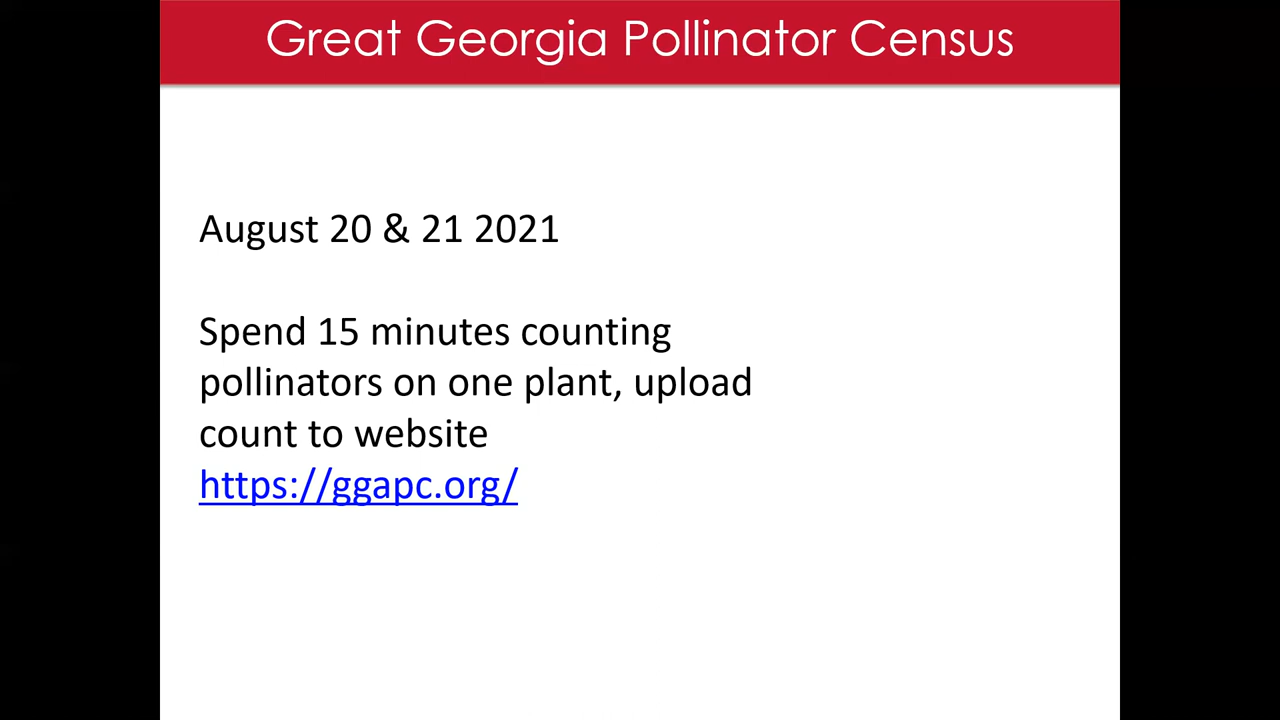 Great Georgia Pollinator Census
August 20 & 21 2021
Spend 15 minutes counting
pollinators on one plant, upload
count to website
https://ggapc.org/